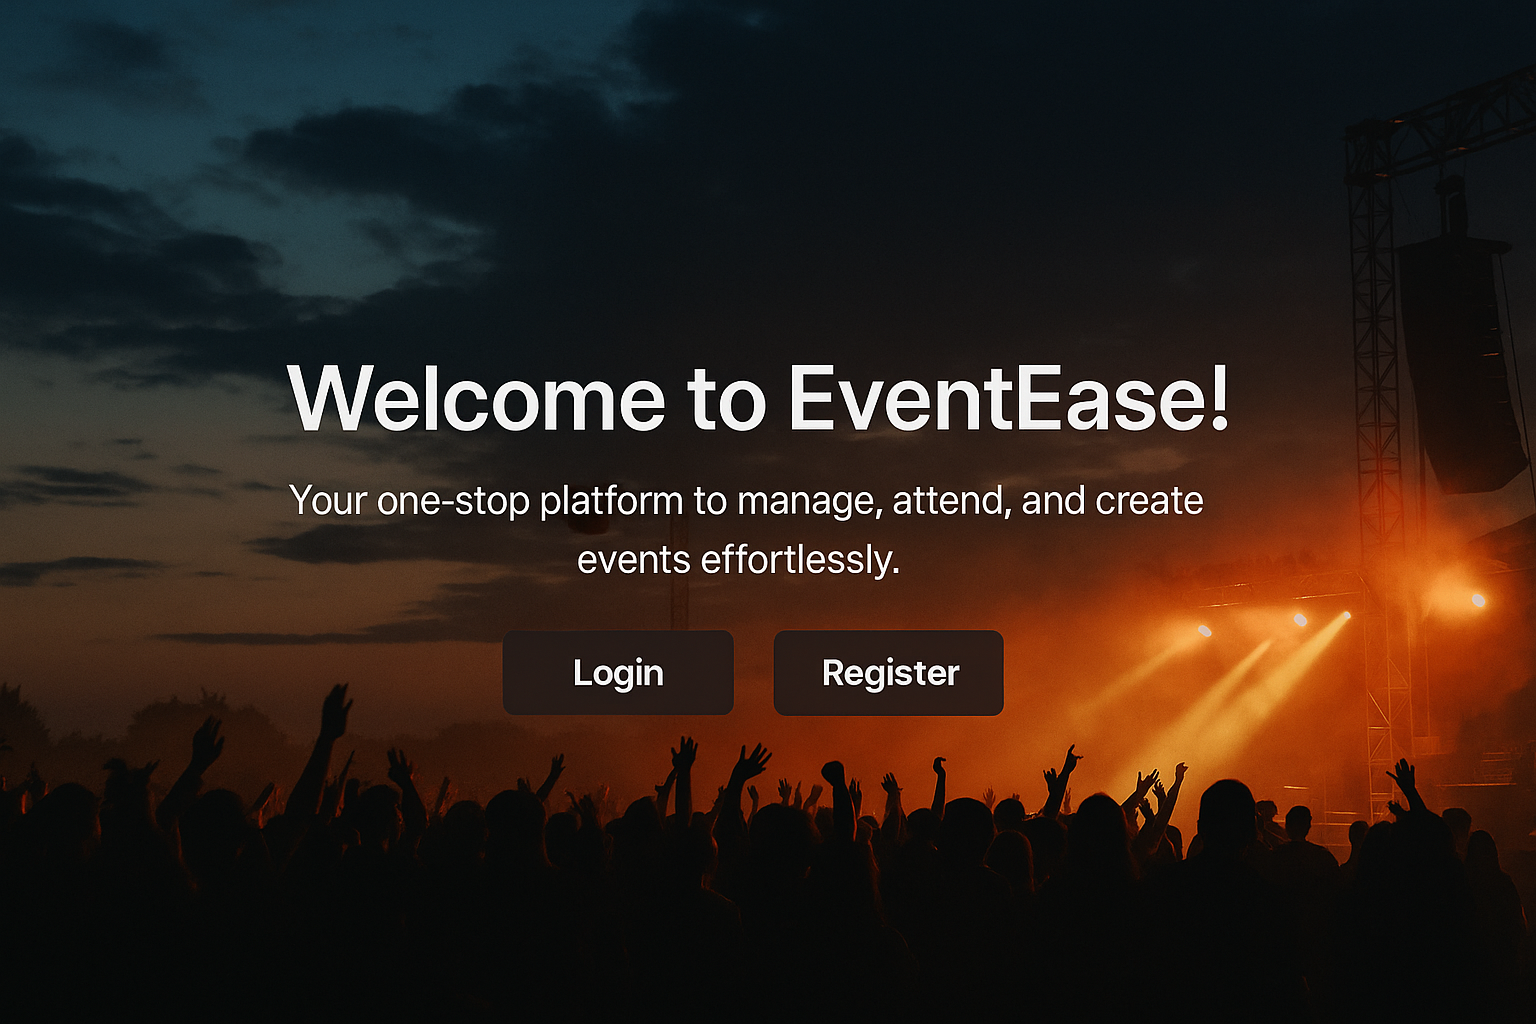 Welcome to EventEase!
Your one-stop platform to manage, attend, and create
events effortlessly.
Login
Register